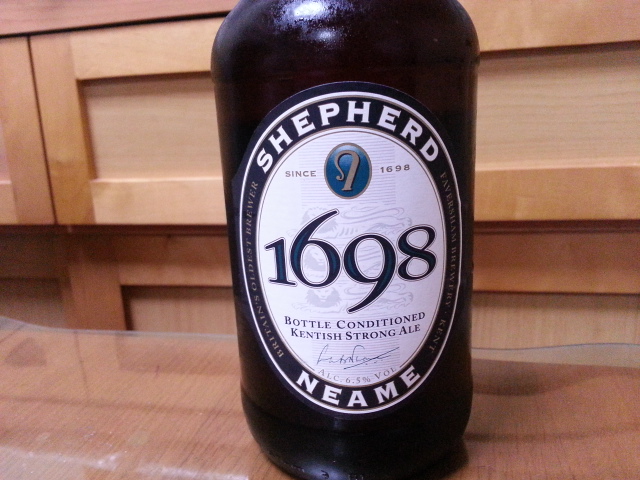 SHEPHERD
SINCE 1698
1698
BOTTLE CONDITIONED
KENTISH STRONG ALE
ALC. 6.5% VOL
NEAME
BRITAIN'S OLDEST BREWER
FAVERSHAM BREWERY KENT